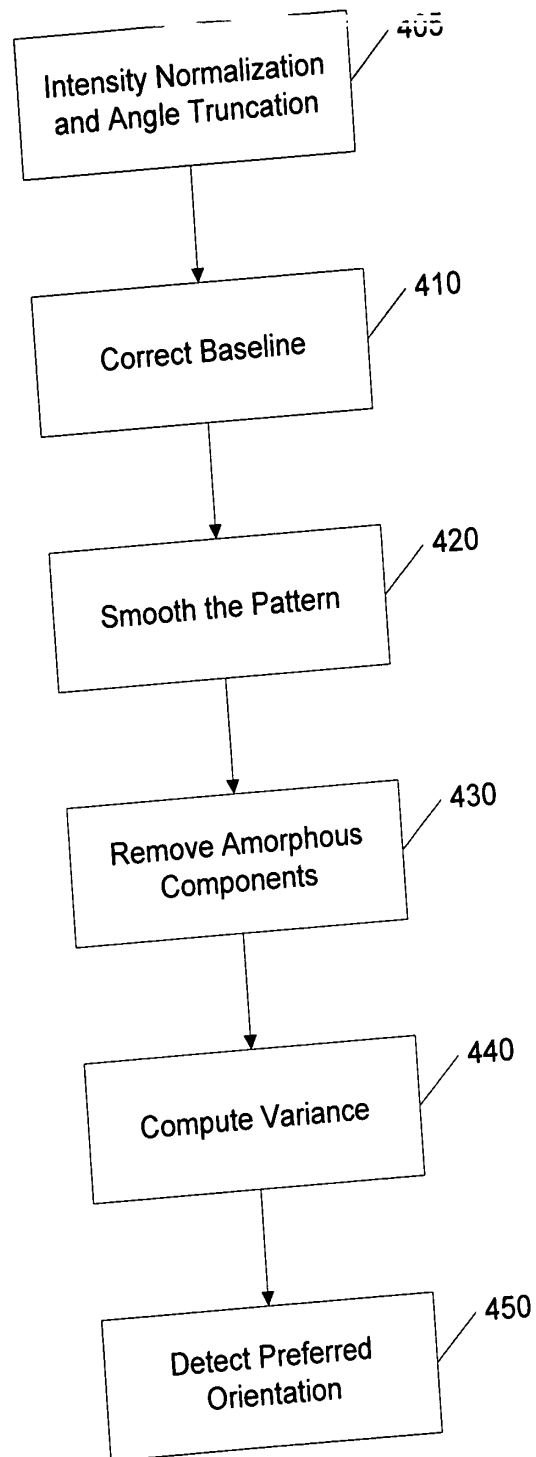 405
Intensity Normalization
and Angle Truncation
410
Correct Baseline
420
Smooth the Pattern
430
Remove Amorphous
Components
440
Compute Variance
450
Detect Preferred
Orientation